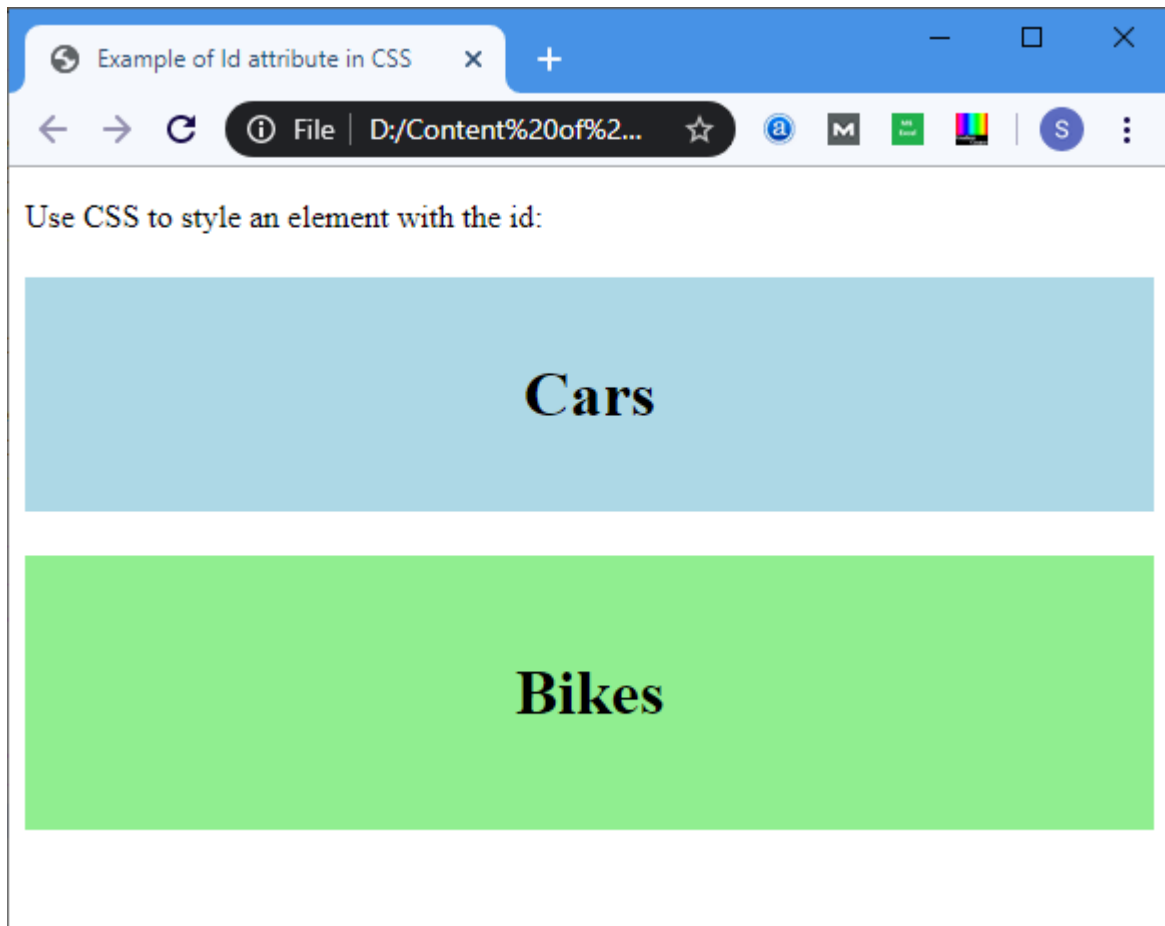 Example of Id attribute in CSS
File D:/Content%20of%2...
a M S
Use CSS to style an element with the id:
Cars
Bikes